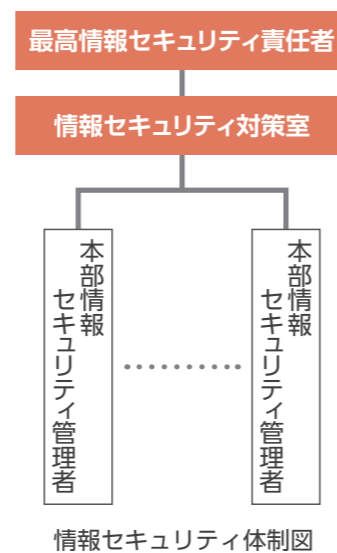 最高情報セキュリティ責任者
情報セキュリティ対策室
本部情報
セキュリティ管理者
本部情報
セキュリティ管理者
情報セキュリティ体制図